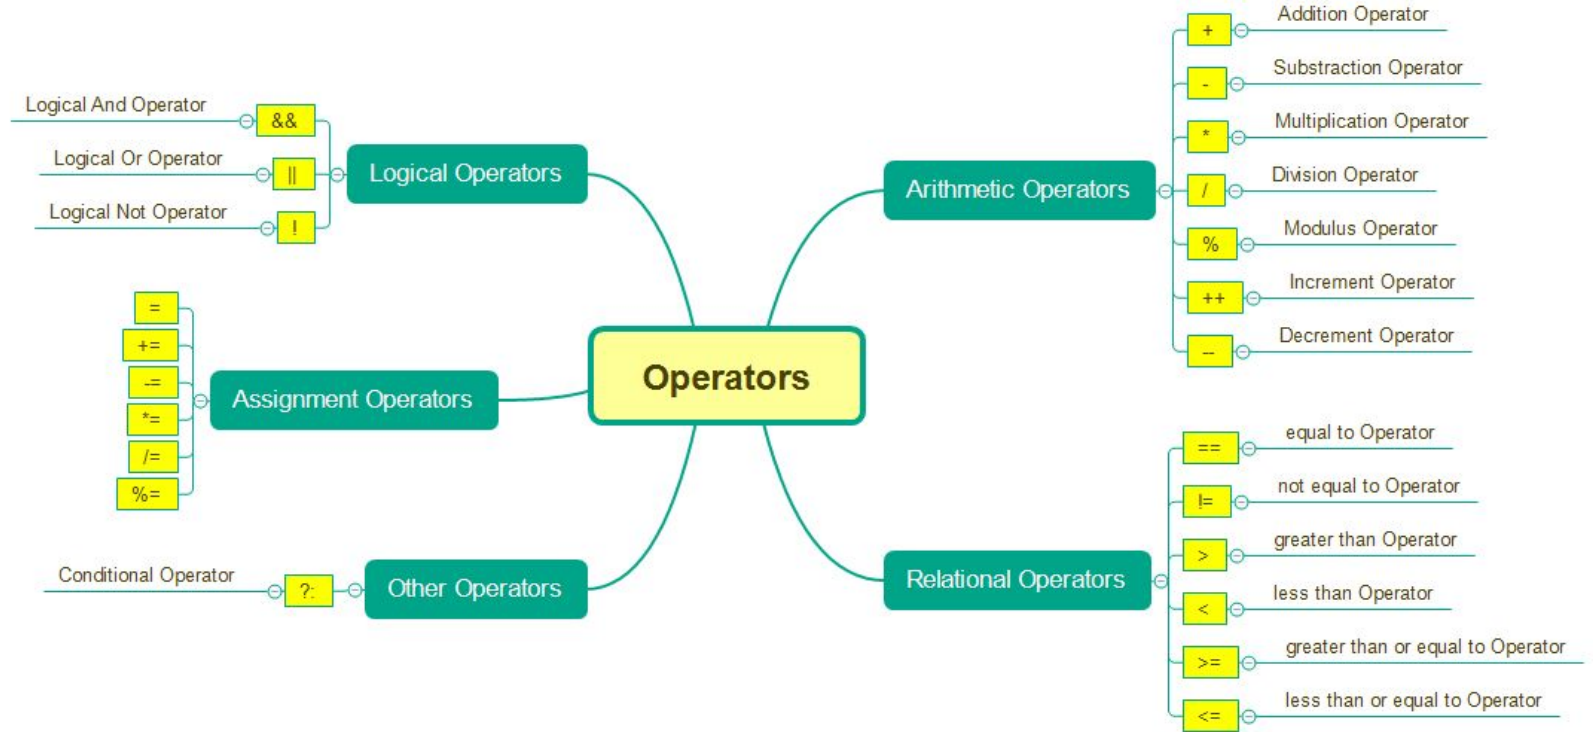 Operators
Logical Operators
&&
Logical And Operator
||
Logical Or Operator
!
Logical Not Operator
Assignment Operators
=
+=
-=
*=
/=
%=
Other Operators
?:
Conditional Operator
Arithmetic Operators
+
Addition Operator
-
Substraction Operator
*
Multiplication Operator
/
Division Operator
%
Modulus Operator
++
Increment Operator
--
Decrement Operator
Relational Operators
==
equal to Operator
!=
not equal to Operator
>
greater than Operator
<
less than Operator
>=
greater than or equal to Operator
<=
less than or equal to Operator